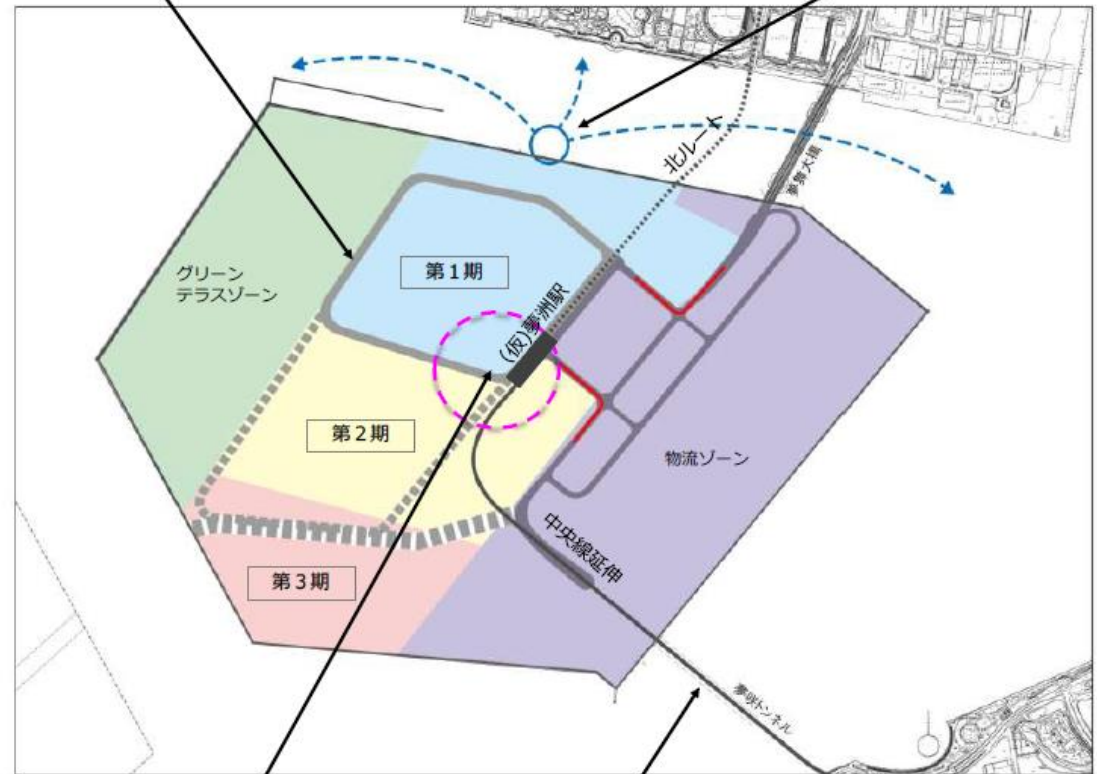 北ルート
夢舞大橋
グリーン
テラスゾーン
第1期
(仮)夢洲駅
第2期
物流ゾーン
中央線延伸
第3期
夢咲トンネル